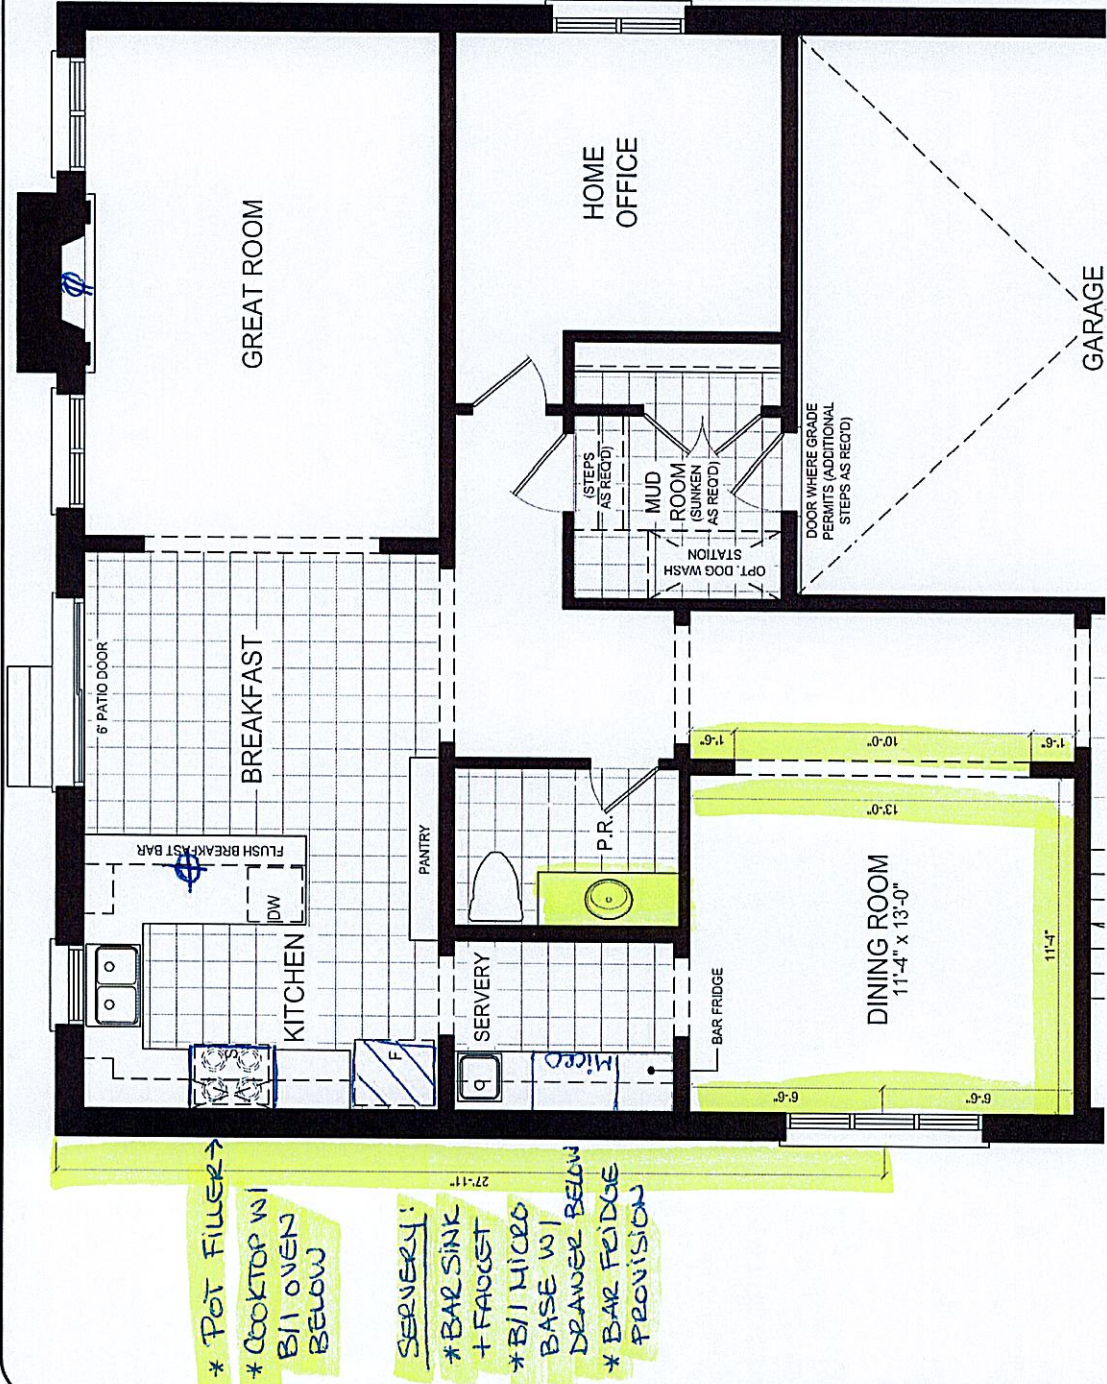 GREAT ROOM
HOME
OFFICE
GARAGE
(STEPS
AS REQ'D)
MUD
ROOM
(SUNKEN
AS REQ'D)
OPT. DOG WASH
STATION
DOOR WHERE GRADE
PERMITS (ADDITIONAL
STEPS AS REQ'D)
6' PATIO DOOR
BREAKFAST
FLUSH BREAKFAST BAR
DW
PANTRY
P.R.
KITCHEN
S
F
SERVERY
MICRO
BAR FRIDGE
1'-6"
10'-0"
1'-6"
13'-0"
DINING ROOM
11'-4" x 13'-0"
11'-4"
6'-6"
6'-6"
27'-11"
* POT FILLER→
* COOKTOP W/
B/I OVEN
BELOW
SERVERY:
* BAR SINK
+ FAUCET
* B/I MICRO
BASE W/
DRAWER BELOW
* BAR FRIDGE
PROVISION